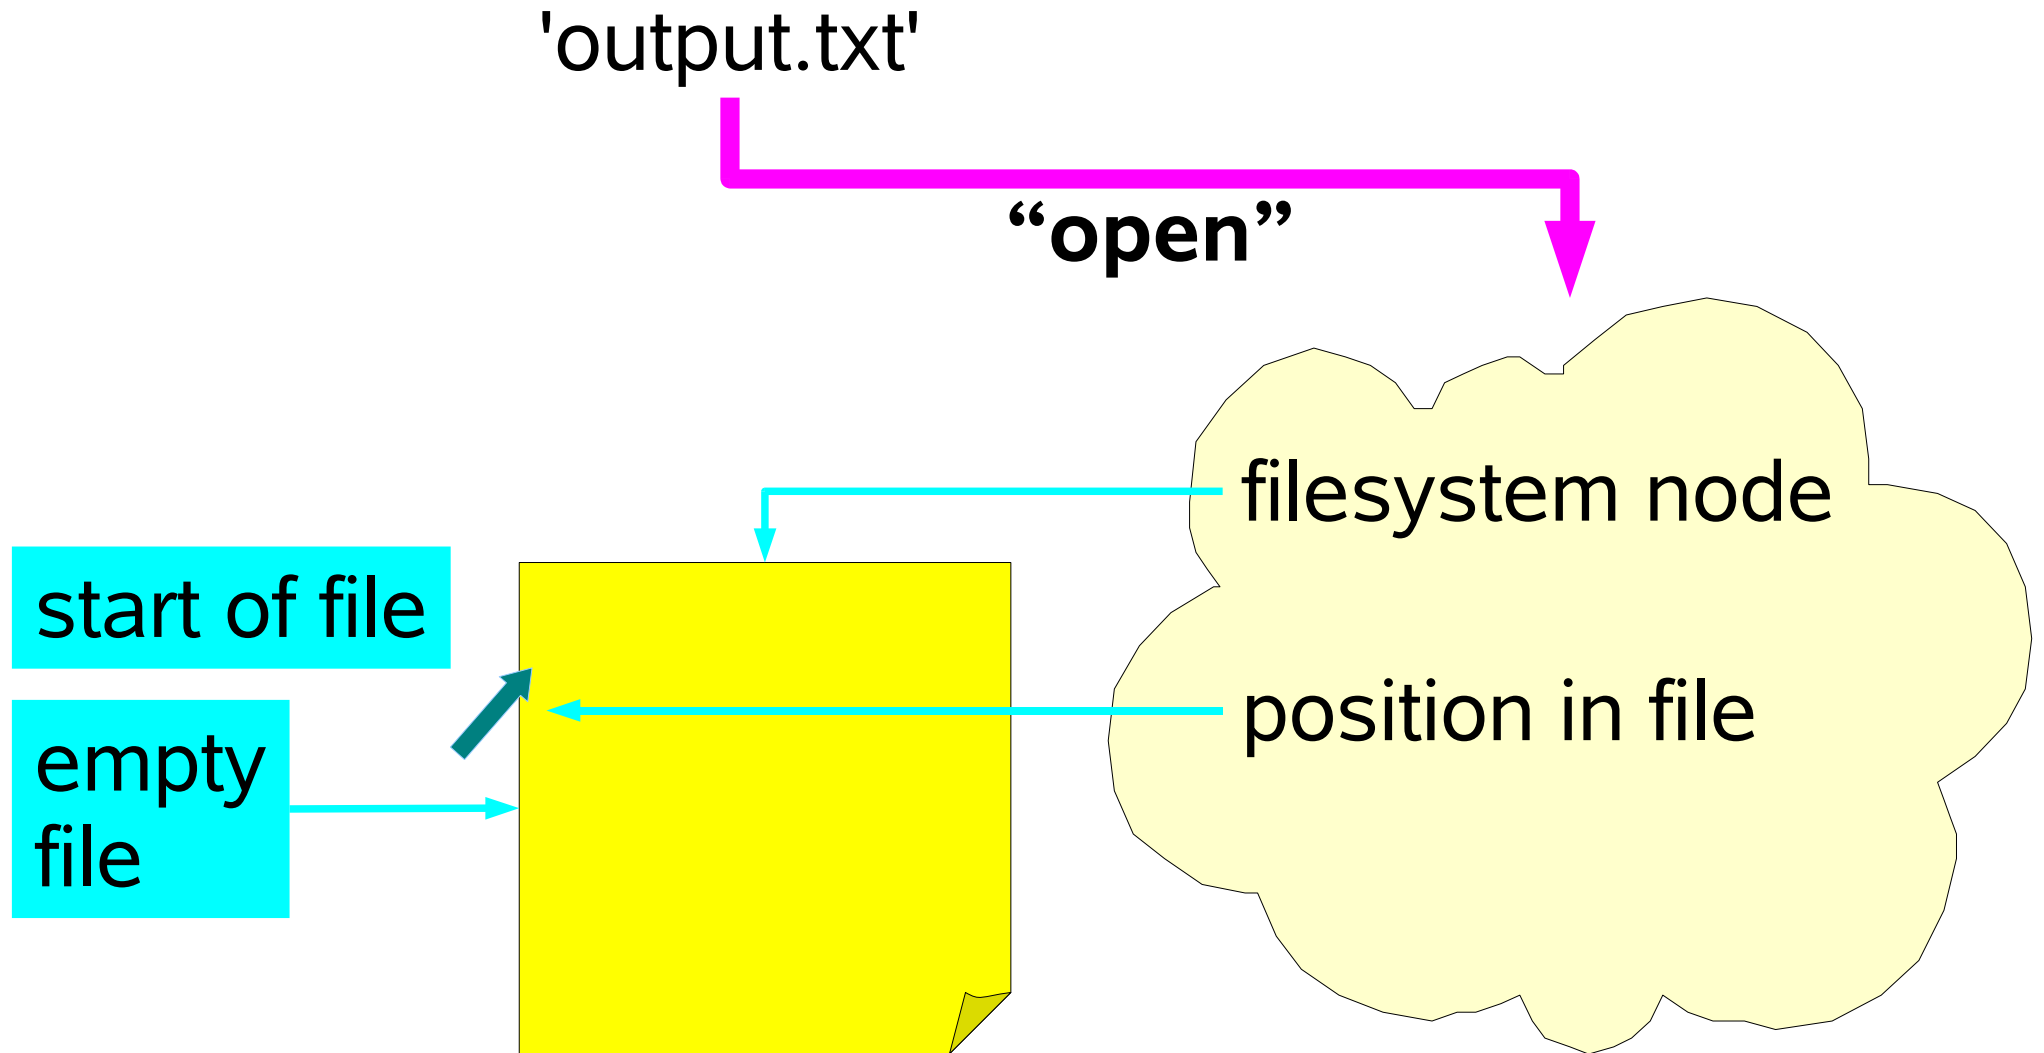 'output.txt'
“open”
filesystem node
start of file
position in file
empty
file